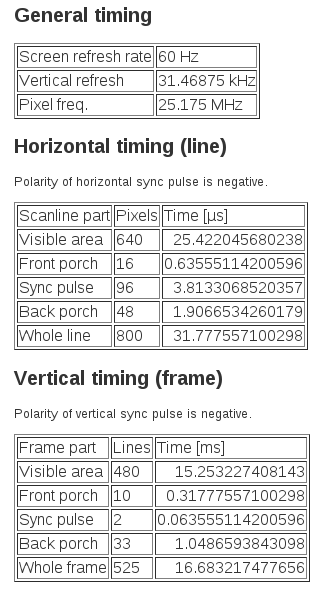 General timing
Screen refresh rate 60 Hz
Vertical refresh 31.46875 kHz
Pixel freq. 25.175 MHz
Horizontal timing (line)
Polarity of horizontal sync pulse is negative.
Scanline part Pixels Time [µs]
Visible area 640 25.422045680238
Front porch 16 0.63555114200596
Sync pulse 96 3.8133068520357
Back porch 48 1.9066534260179
Whole line 800 31.777557100298
Vertical timing (frame)
Polarity of vertical sync pulse is negative.
Frame part Lines Time [ms]
Visible area 480 15.253227408143
Front porch 10 0.31777557100298
Sync pulse 2 0.063555114200596
Back porch 33 1.0486593843098
Whole frame 525 16.683217477656